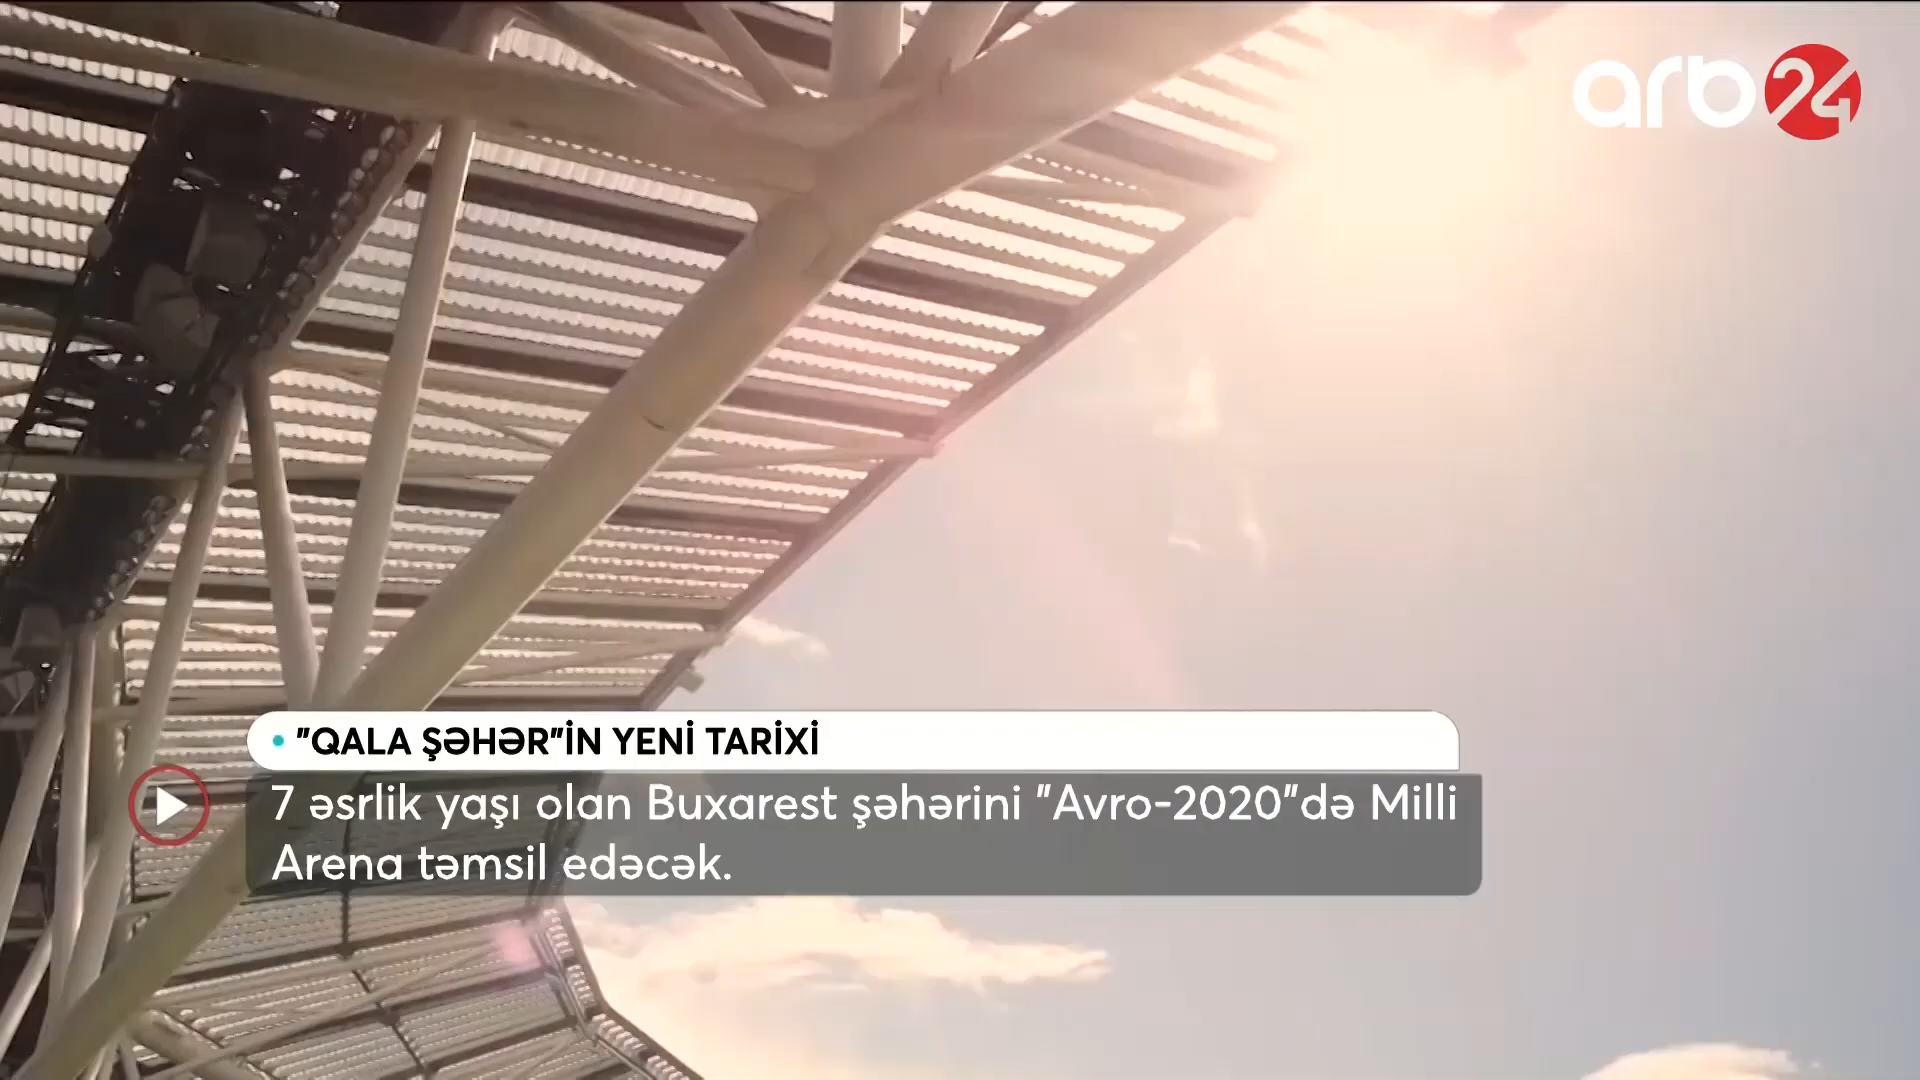 arb24
"QALA ŞƏHƏR"İN YENİ TARİXİ
7 əsrlik yaşı olan Buxarest şəhərini "Avro-2020"də Milli
Arena təmsil edəcək.